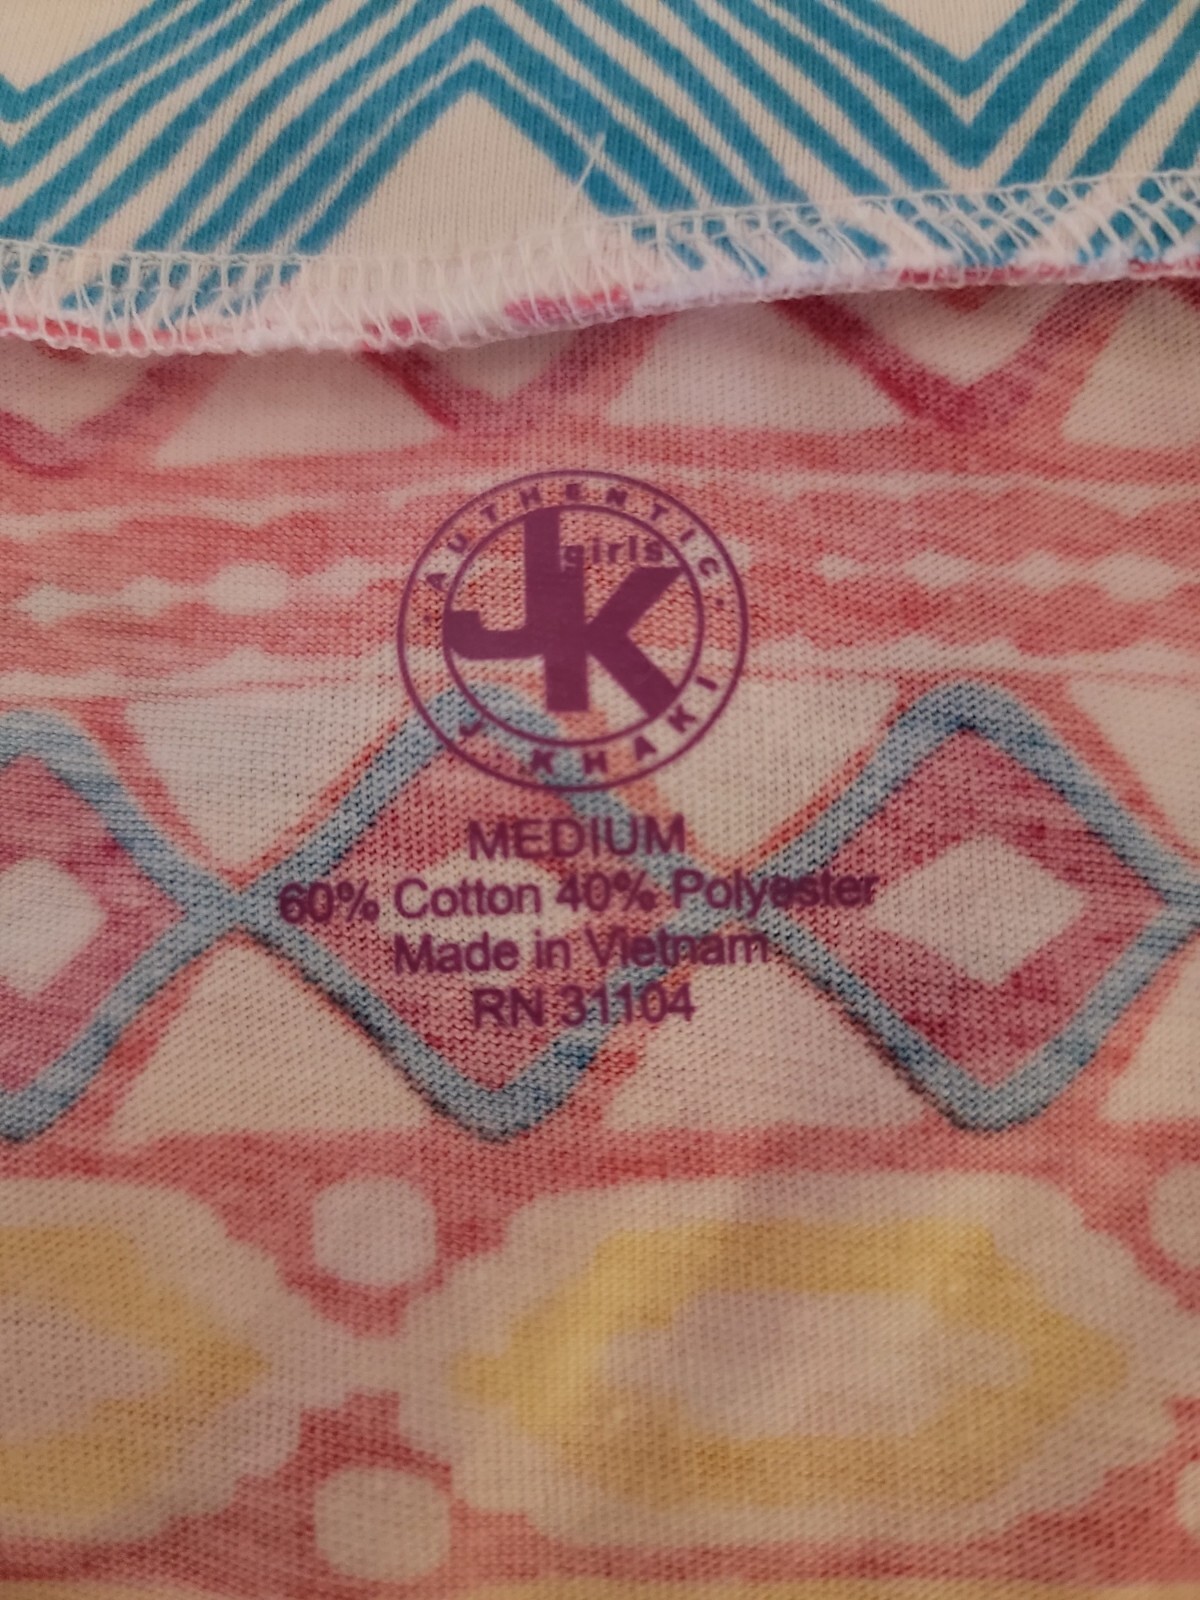 AUTHENTIC
girls
JK
J. KHAKI
MEDIUM
60% Cotton 40% Polyester
Made in Vietnam
RN 31104